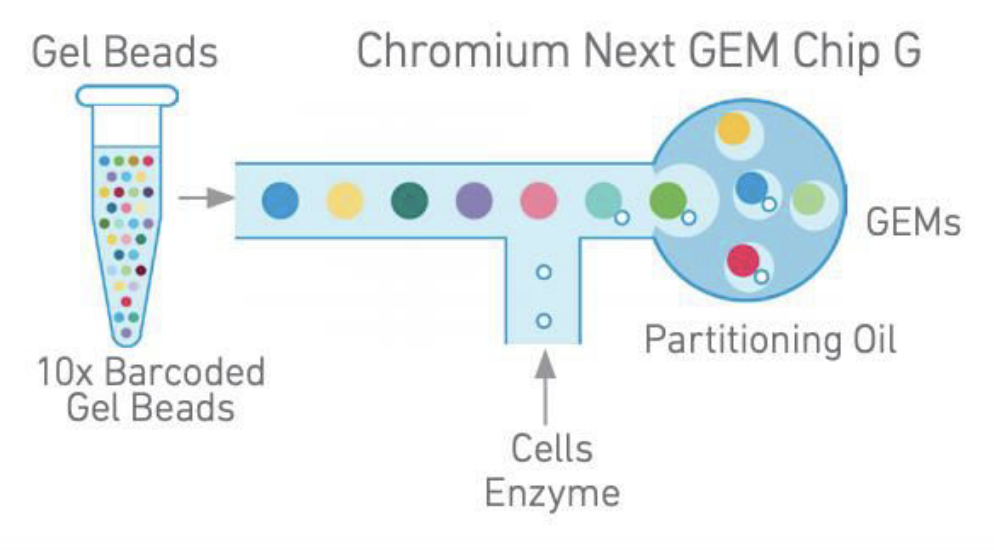 Gel Beads
Chromium Next GEM Chip G
GEMs
Partitioning Oil
10x Barcoded
Gel Beads
Cells
Enzyme